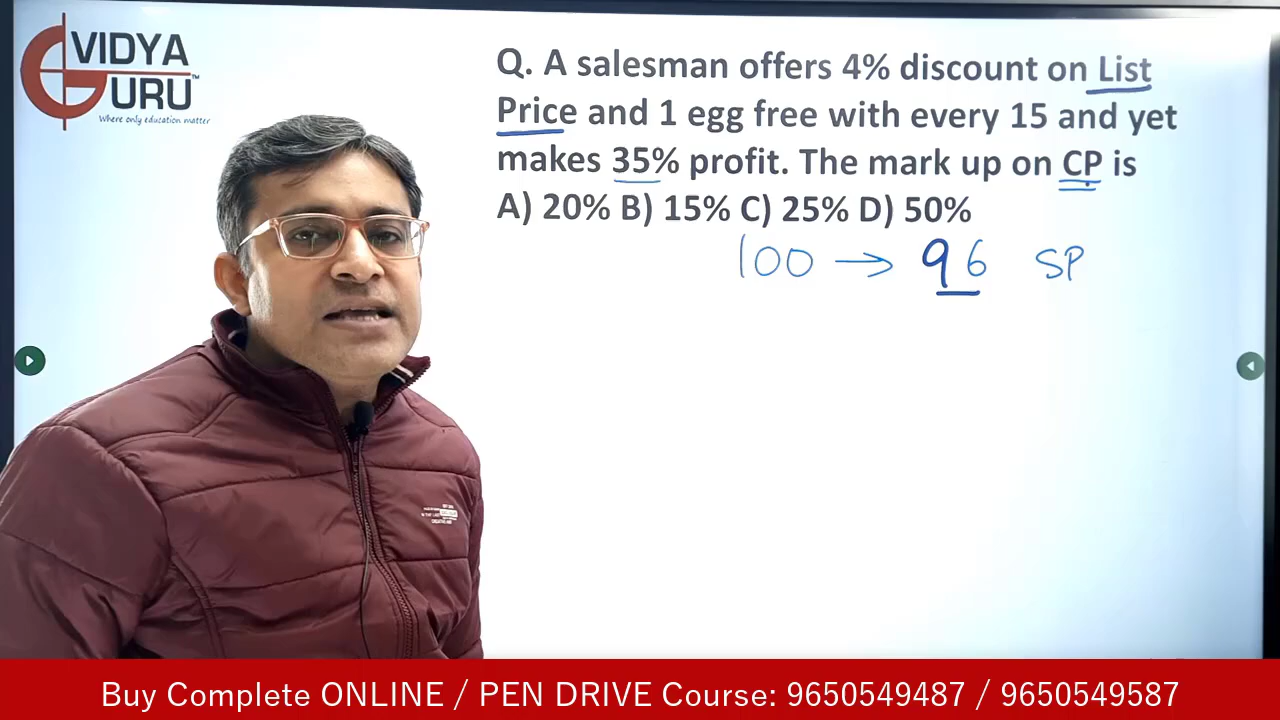 VIDYA
GURU™
Where only education matter
Q. A salesman offers 4% discount on List
Price and 1 egg free with every 15 and yet
makes 35% profit. The mark up on CP is
A) 20% B) 15% C) 25% D) 50%
100 → 96 SP
Buy Complete ONLINE / PEN DRIVE Course: 9650549487 / 9650549587